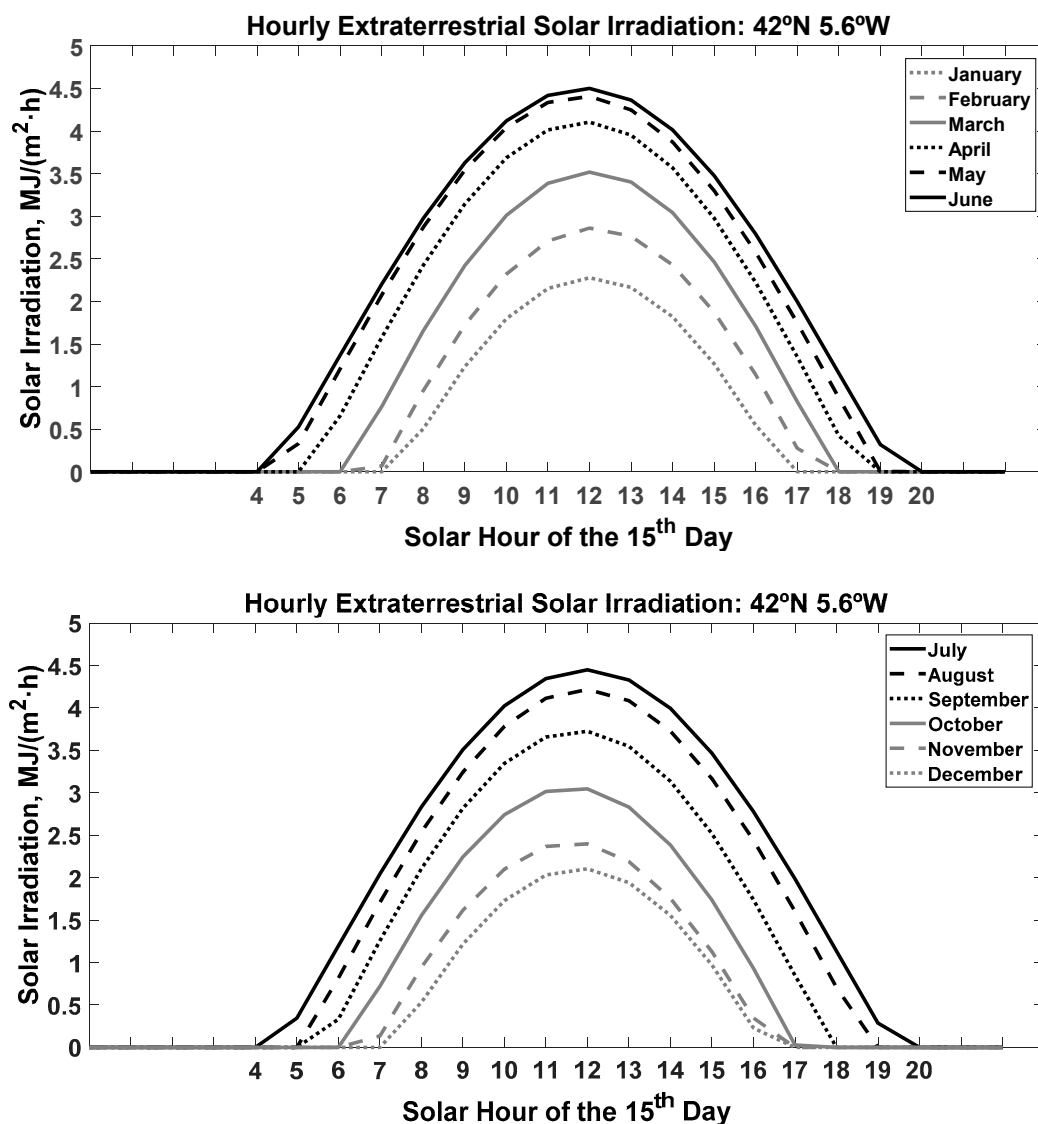 Hourly Extraterrestrial Solar Irradiation: 42ºN 5.6ºW
Solar Irradiation, MJ/(m²·h)
5
4.5
4
3.5
3
2.5
2
1.5
1
0.5
0
January
February
March
April
May
June
4 5 6 7 8 9 10 11 12 13 14 15 16 17 18 19 20
Solar Hour of the 15th Day
Hourly Extraterrestrial Solar Irradiation: 42ºN 5.6ºW
Solar Irradiation, MJ/(m²·h)
5
4.5
4
3.5
3
2.5
2
1.5
1
0.5
0
July
August
September
October
November
December
4 5 6 7 8 9 10 11 12 13 14 15 16 17 18 19 20
Solar Hour of the 15th Day